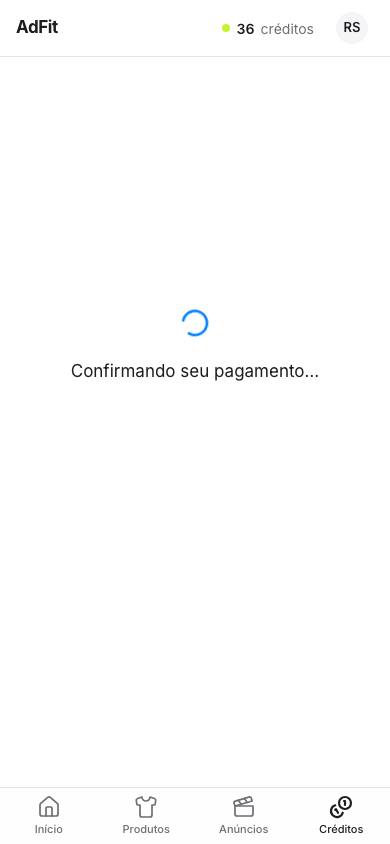 AdFit
36 créditos
RS
Confirmando seu pagamento...
Início
Produtos
Anúncios
Créditos